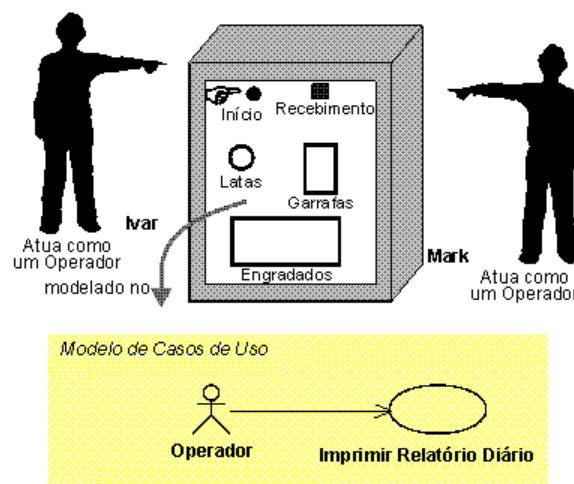 Início
Recebimento
Latas
Garrafas
Engradados
Ivar
Atua como
um Operador
Mark
Atua como
um Operador
modelado no
Modelo de Casos de Uso
Operador
Imprimir Relatório Diário